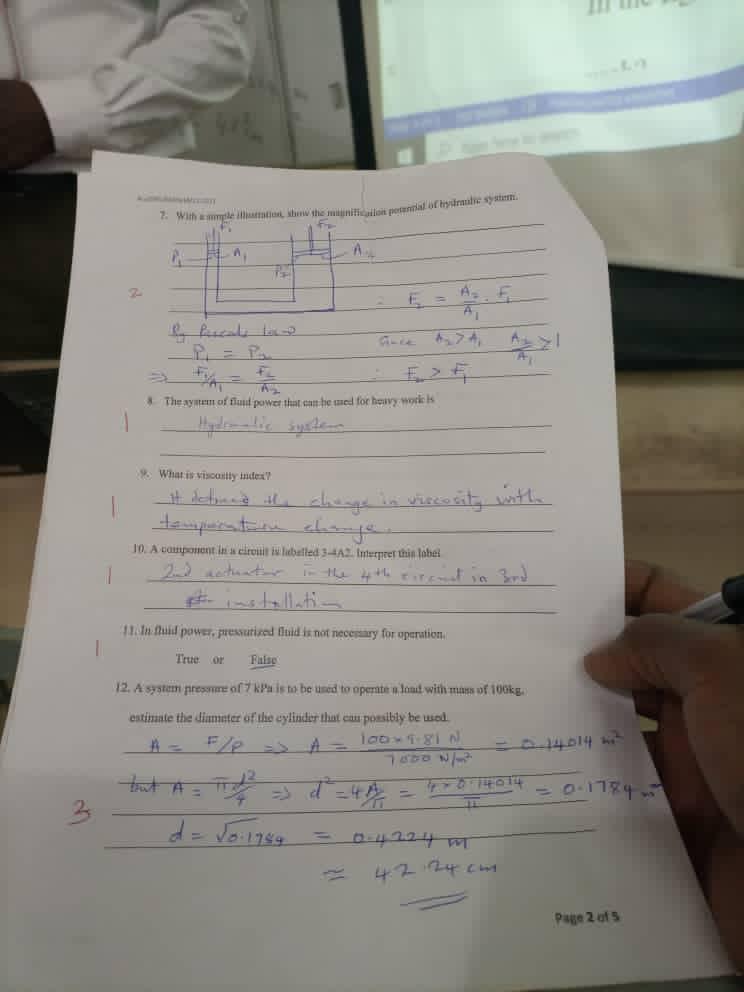 In the
7. With a simple illustration, show the magnification potential of hydraulic system.
F₁ F₂
P₁ A₁ P₂ A₂
2
∴ F₂ = A₂/A₁ · F₁
By Pascals law
Since A₂ > A₁ A₂/A₁ > 1
P₁ = P₂
⇒ F₁/A₁ = F₂/A₂ ∴ F₂ > F₁
8. The system of fluid power that can be used for heavy work is
1 Hydraulic system
9. What is viscosity index?
1 It the change in viscosity with
temperature change.
10. A component in a circuit is labelled 3-4A2. Interpret this label.
1 2nd actuator in the 4th circuit in 3rd
installation
11. In fluid power, pressurized fluid is not necessary for operation.
1
True or False
12. A system pressure of 7 kPa is to be used to operate a load with mass of 100kg,
estimate the diameter of the cylinder that can possibly be used.
A = F/P ⇒ A = 100×9.81 N / 7000 N/m² = 0.14014 m²
but A = πd²/4 ⇒ d² = 4A/π = 4×0.14014/π = 0.1784 m²
3
d = √0.1784 = 0.4224 m
≈ 42.24 cm
Page 2 of 5